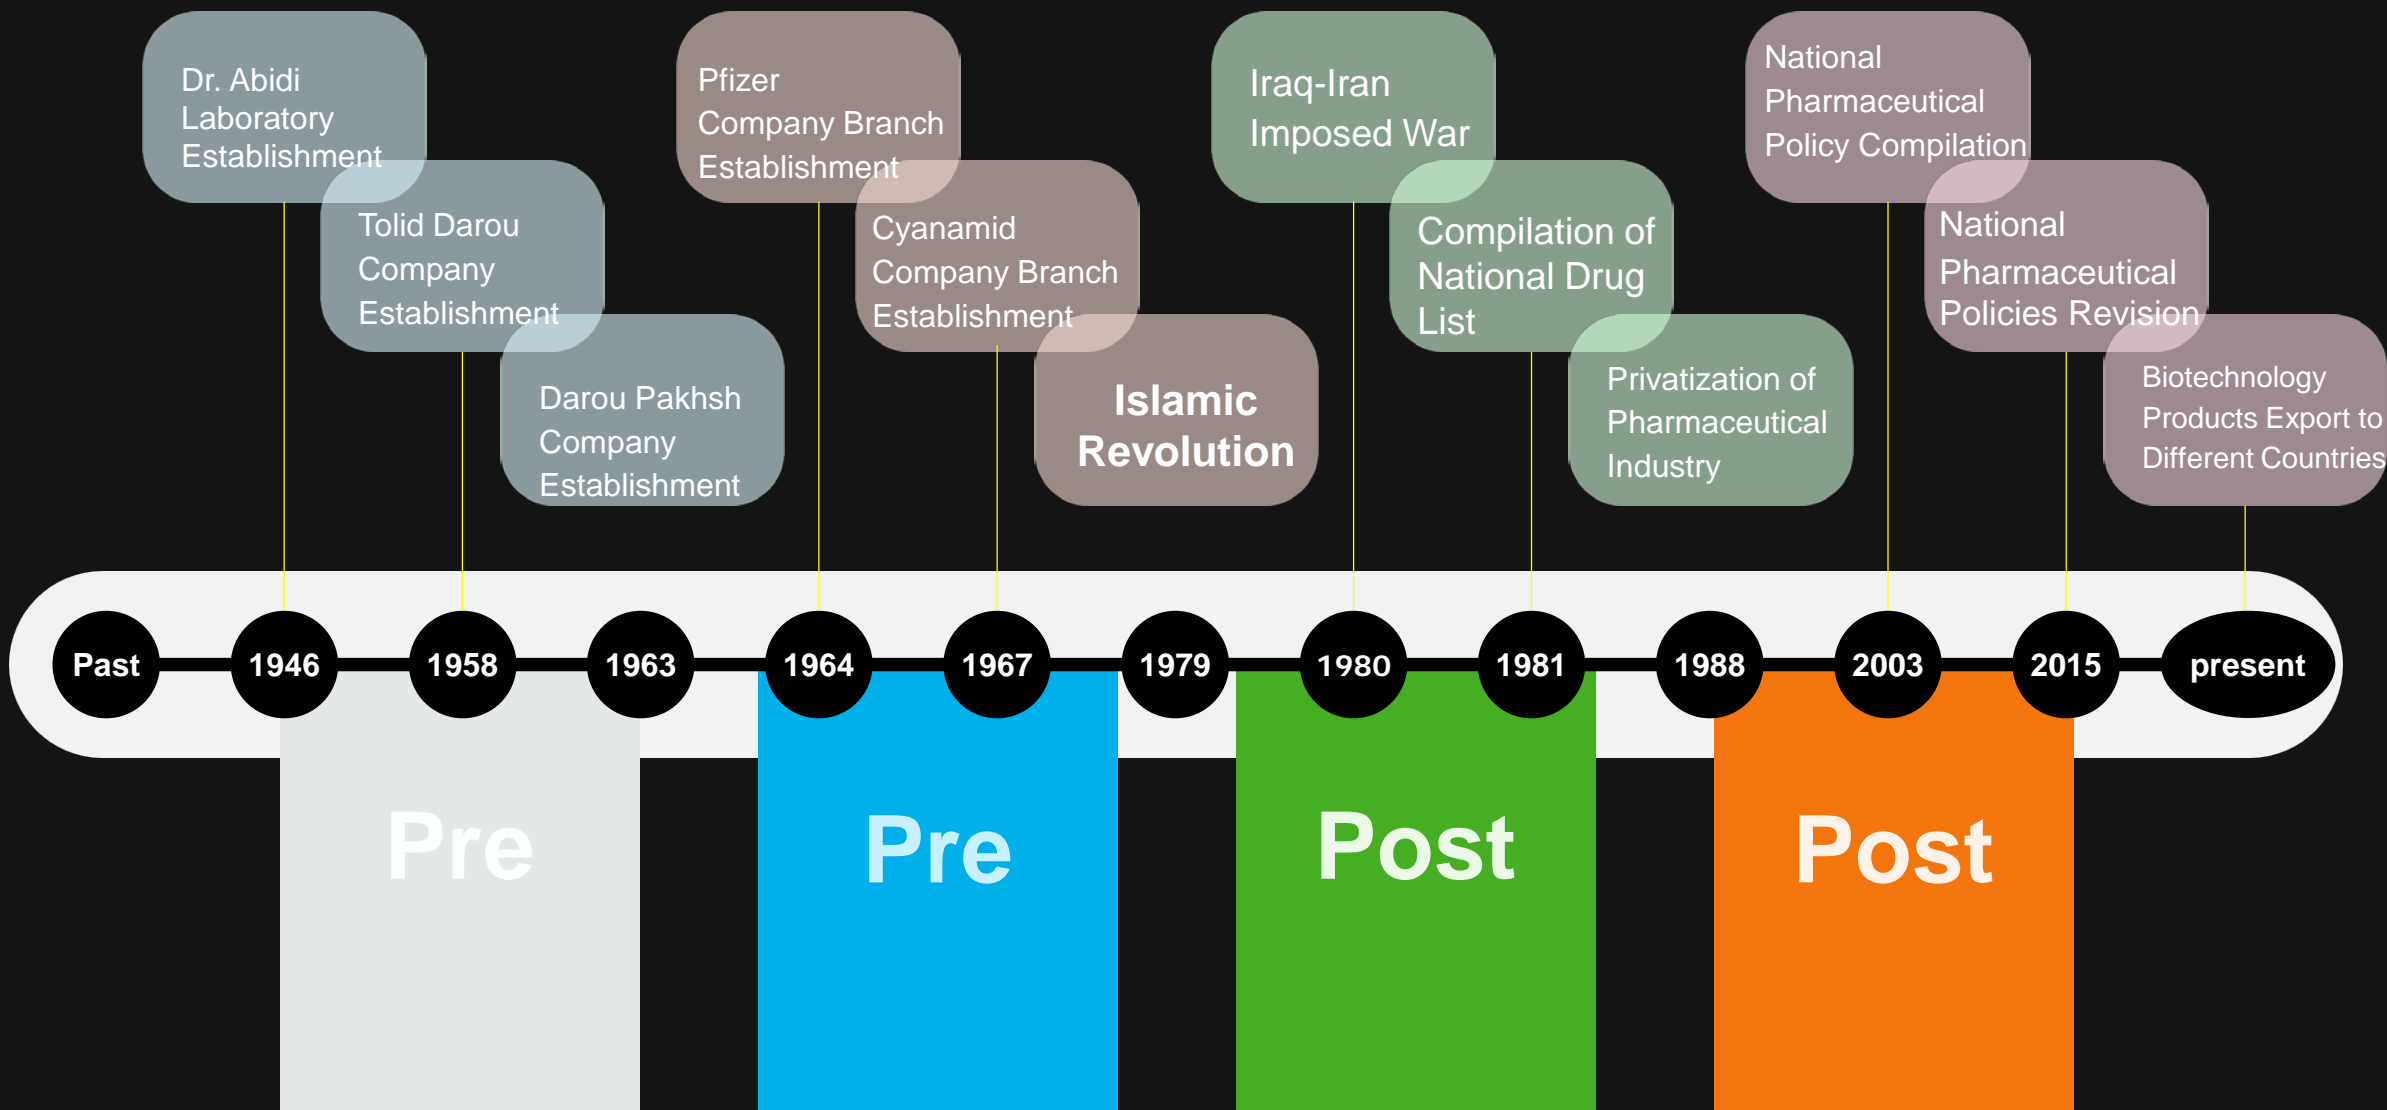 Dr. Abidi
Laboratory
Establishment
Tolid Darou
Company
Establishment
Darou Pakhsh
Company
Establishment
Pfizer
Company Branch
Establishment
Cyanamid
Company Branch
Establishment
Islamic
Revolution
Iraq-Iran
Imposed War
Compilation of
National Drug
List
Privatization of
Pharmaceutical
Industry
National
Pharmaceutical
Policy Compilation
National
Pharmaceutical
Policies Revision
Biotechnology
Products Export to
Different Countries
Past
1946
1958
1963
1964
1967
1979
1980
1981
1988
2003
2015
present
Pre
Pre
Post
Post